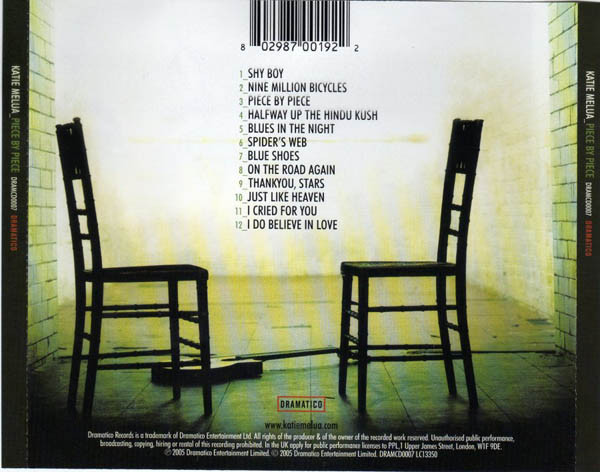 8 02987 00192 2
1_SHY BOY
2_NINE MILLION BICYCLES
3_PIECE BY PIECE
4_HALFWAY UP THE HINDU KUSH
5_BLUES IN THE NIGHT
6_SPIDER'S WEB
7_BLUE SHOES
8_ON THE ROAD AGAIN
9_THANKYOU, STARS
10_JUST LIKE HEAVEN
11_I CRIED FOR YOU
12_I DO BELIEVE IN LOVE
KATIE MELUA_PIECE BY PIECE DRAMCD0007 DRAMATICO
KATIE MELUA_PIECE BY PIECE DRAMCD0007 DRAMATICO
DRAMATICO
www.katiemelua.com
Dramatico Records is a trademark of Dramatico Entertainment Ltd. All rights of the producer & of the owner of the recorded work reserved. Unauthorised public performance,
broadcasting, copying, hiring or rental of this recording prohibited. In the UK apply for public performance licenses to PPL,1 Upper James Street, London, W1F 9DE.
℗ 2005 Dramatico Entertainment Limited. © 2005 Dramatico Entertainment Limited. DRAMCD0007 LC13350